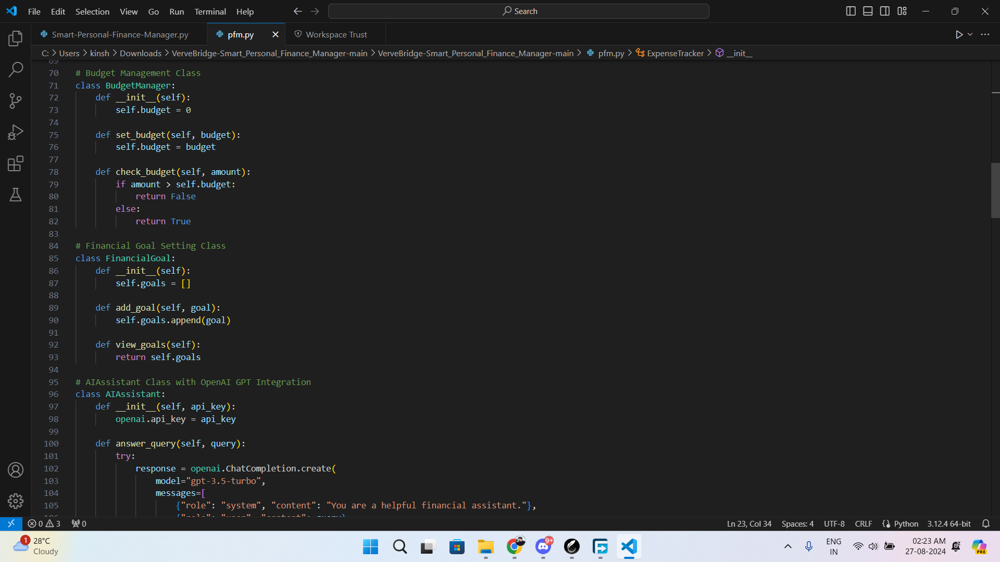 File Edit Selection View Go Run Terminal Help Search
Smart-Personal-Finance-Manager.py pfm.py Workspace Trust
C: > Users > kinsh > Downloads > VerveBridge-Smart_Personal_Finance_Manager-main > VerveBridge-Smart_Personal_Finance_Manager-main > pfm.py > ExpenseTracker > __init__
69
70 # Budget Management Class
71 class BudgetManager:
72     def __init__(self):
73         self.budget = 0
74
75     def set_budget(self, budget):
76         self.budget = budget
77
78     def check_budget(self, amount):
79         if amount > self.budget:
80             return False
81         else:
82             return True
83
84 # Financial Goal Setting Class
85 class FinancialGoal:
86     def __init__(self):
87         self.goals = []
88
89     def add_goal(self, goal):
90         self.goals.append(goal)
91
92     def view_goals(self):
93         return self.goals
94
95 # AIAssistant Class with OpenAI GPT Integration
96 class AIAssistant:
97     def __init__(self, api_key):
98         openai.api_key = api_key
99
100     def answer_query(self, query):
101         try:
102             response = openai.ChatCompletion.create(
103                 model="gpt-3.5-turbo",
104                 messages=[
105                     {"role": "system", "content": "You are a helpful financial assistant."},
106                     {"role": "user", "content": query}
0 3 0 Ln 23, Col 34 Spaces: 4 UTF-8 CRLF Python 3.12.4 64-bit
1 28°C
Cloudy
9+
ENG
IN
02:23 AM
27-08-2024
PRE